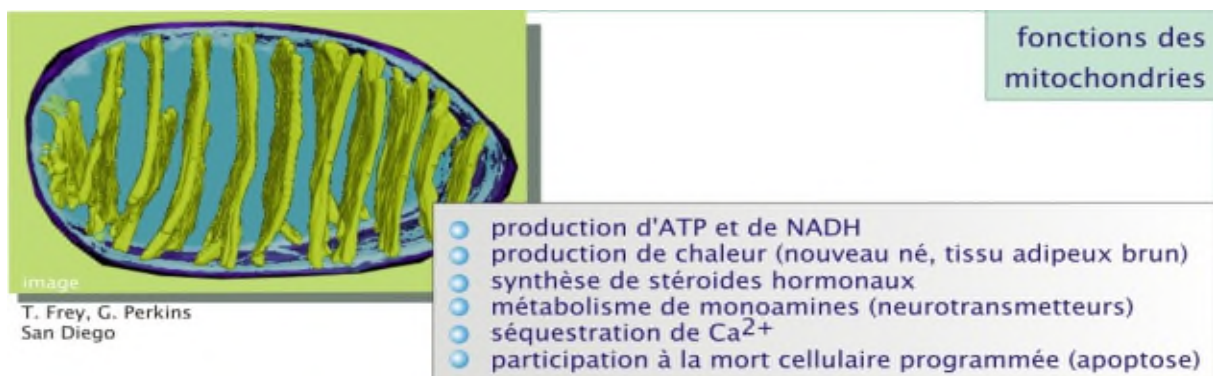 fonctions des
mitochondries
image
T. Frey, G. Perkins
San Diego
production d'ATP et de NADH
production de chaleur (nouveau né, tissu adipeux brun)
synthèse de stéroides hormonaux
métabolisme de monoamines (neurotransmetteurs)
séquestration de Ca2+
participation à la mort cellulaire programmée (apoptose)